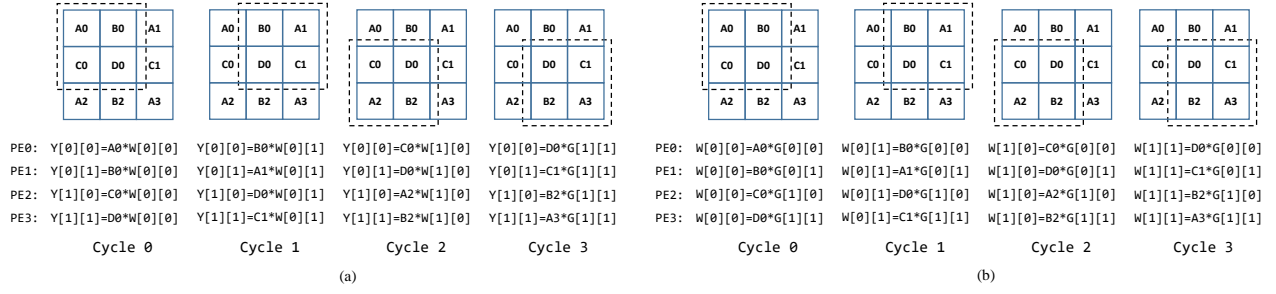 A0 B0 A1 A0 B0 A1 A0 B0 A1 A0 B0 A1 A0 B0 A1 A0 B0 A1 A0 B0 A1 A0 B0 A1
C0 D0 C1 C0 D0 C1 C0 D0 C1 C0 D0 C1 C0 D0 C1 C0 D0 C1 C0 D0 C1 C0 D0 C1
A2 B2 A3 A2 B2 A3 A2 B2 A3 A2 B2 A3 A2 B2 A3 A2 B2 A3 A2 B2 A3 A2 B2 A3
PE0: Y[0][0]=A0*W[0][0] Y[0][0]=B0*W[0][1] Y[0][0]=C0*W[1][0] Y[0][0]=D0*G[1][1] PE0: W[0][0]=A0*G[0][0] W[0][1]=B0*G[0][0] W[1][0]=C0*G[0][0] W[1][1]=D0*G[0][0]
PE1: Y[0][1]=B0*W[0][0] Y[0][1]=A1*W[0][1] Y[0][1]=D0*W[1][0] Y[0][1]=C1*G[1][1] PE1: W[0][0]=B0*G[0][1] W[0][1]=A1*G[0][1] W[1][0]=D0*G[0][1] W[1][1]=C1*G[0][1]
PE2: Y[1][0]=C0*W[0][0] Y[1][0]=D0*W[0][1] Y[1][0]=A2*W[1][0] Y[1][0]=B2*G[1][1] PE2: W[0][0]=C0*G[1][0] W[0][1]=D0*G[1][0] W[1][0]=A2*G[1][0] W[1][1]=B2*G[1][0]
PE3: Y[1][1]=D0*W[0][0] Y[1][1]=C1*W[0][1] Y[1][1]=B2*W[1][0] Y[1][1]=A3*G[1][1] PE3: W[0][0]=D0*G[1][1] W[0][1]=C1*G[1][1] W[1][0]=B2*G[1][1] W[1][1]=A3*G[1][1]
Cycle 0 Cycle 1 Cycle 2 Cycle 3 Cycle 0 Cycle 1 Cycle 2 Cycle 3
(a) (b)